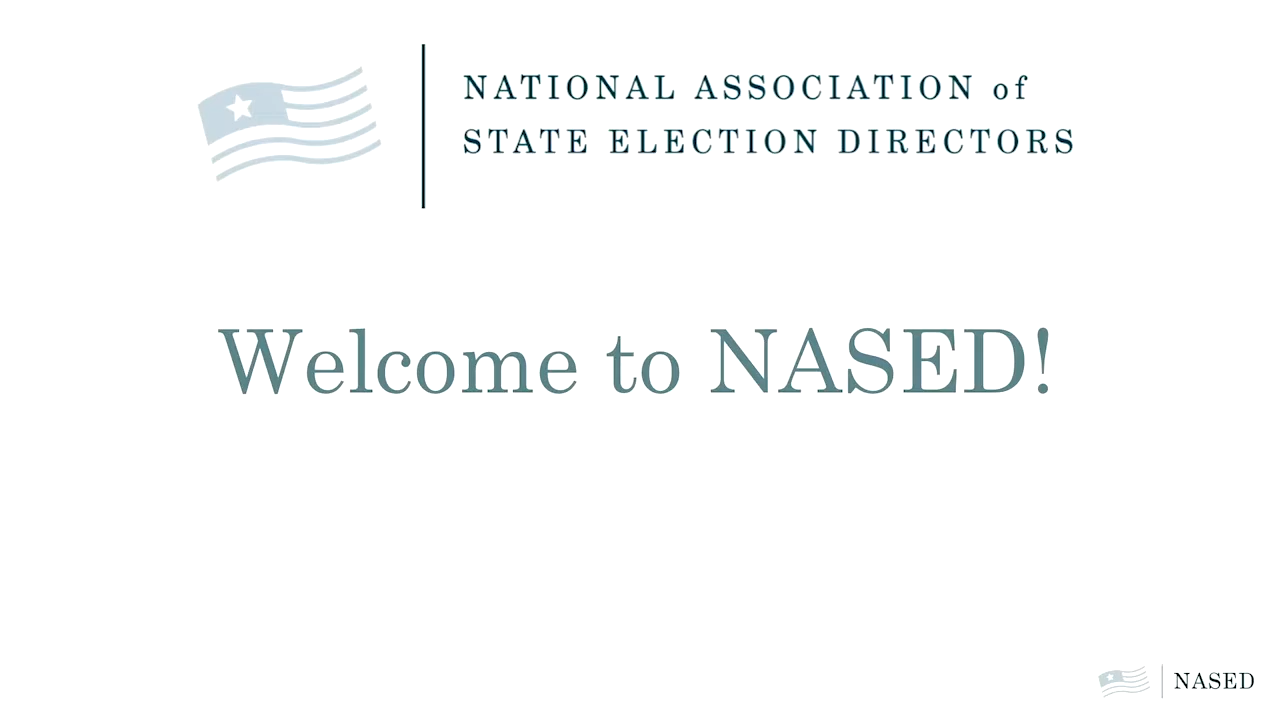 NATIONAL ASSOCIATION of
STATE ELECTION DIRECTORS
Welcome to NASED!
NASED